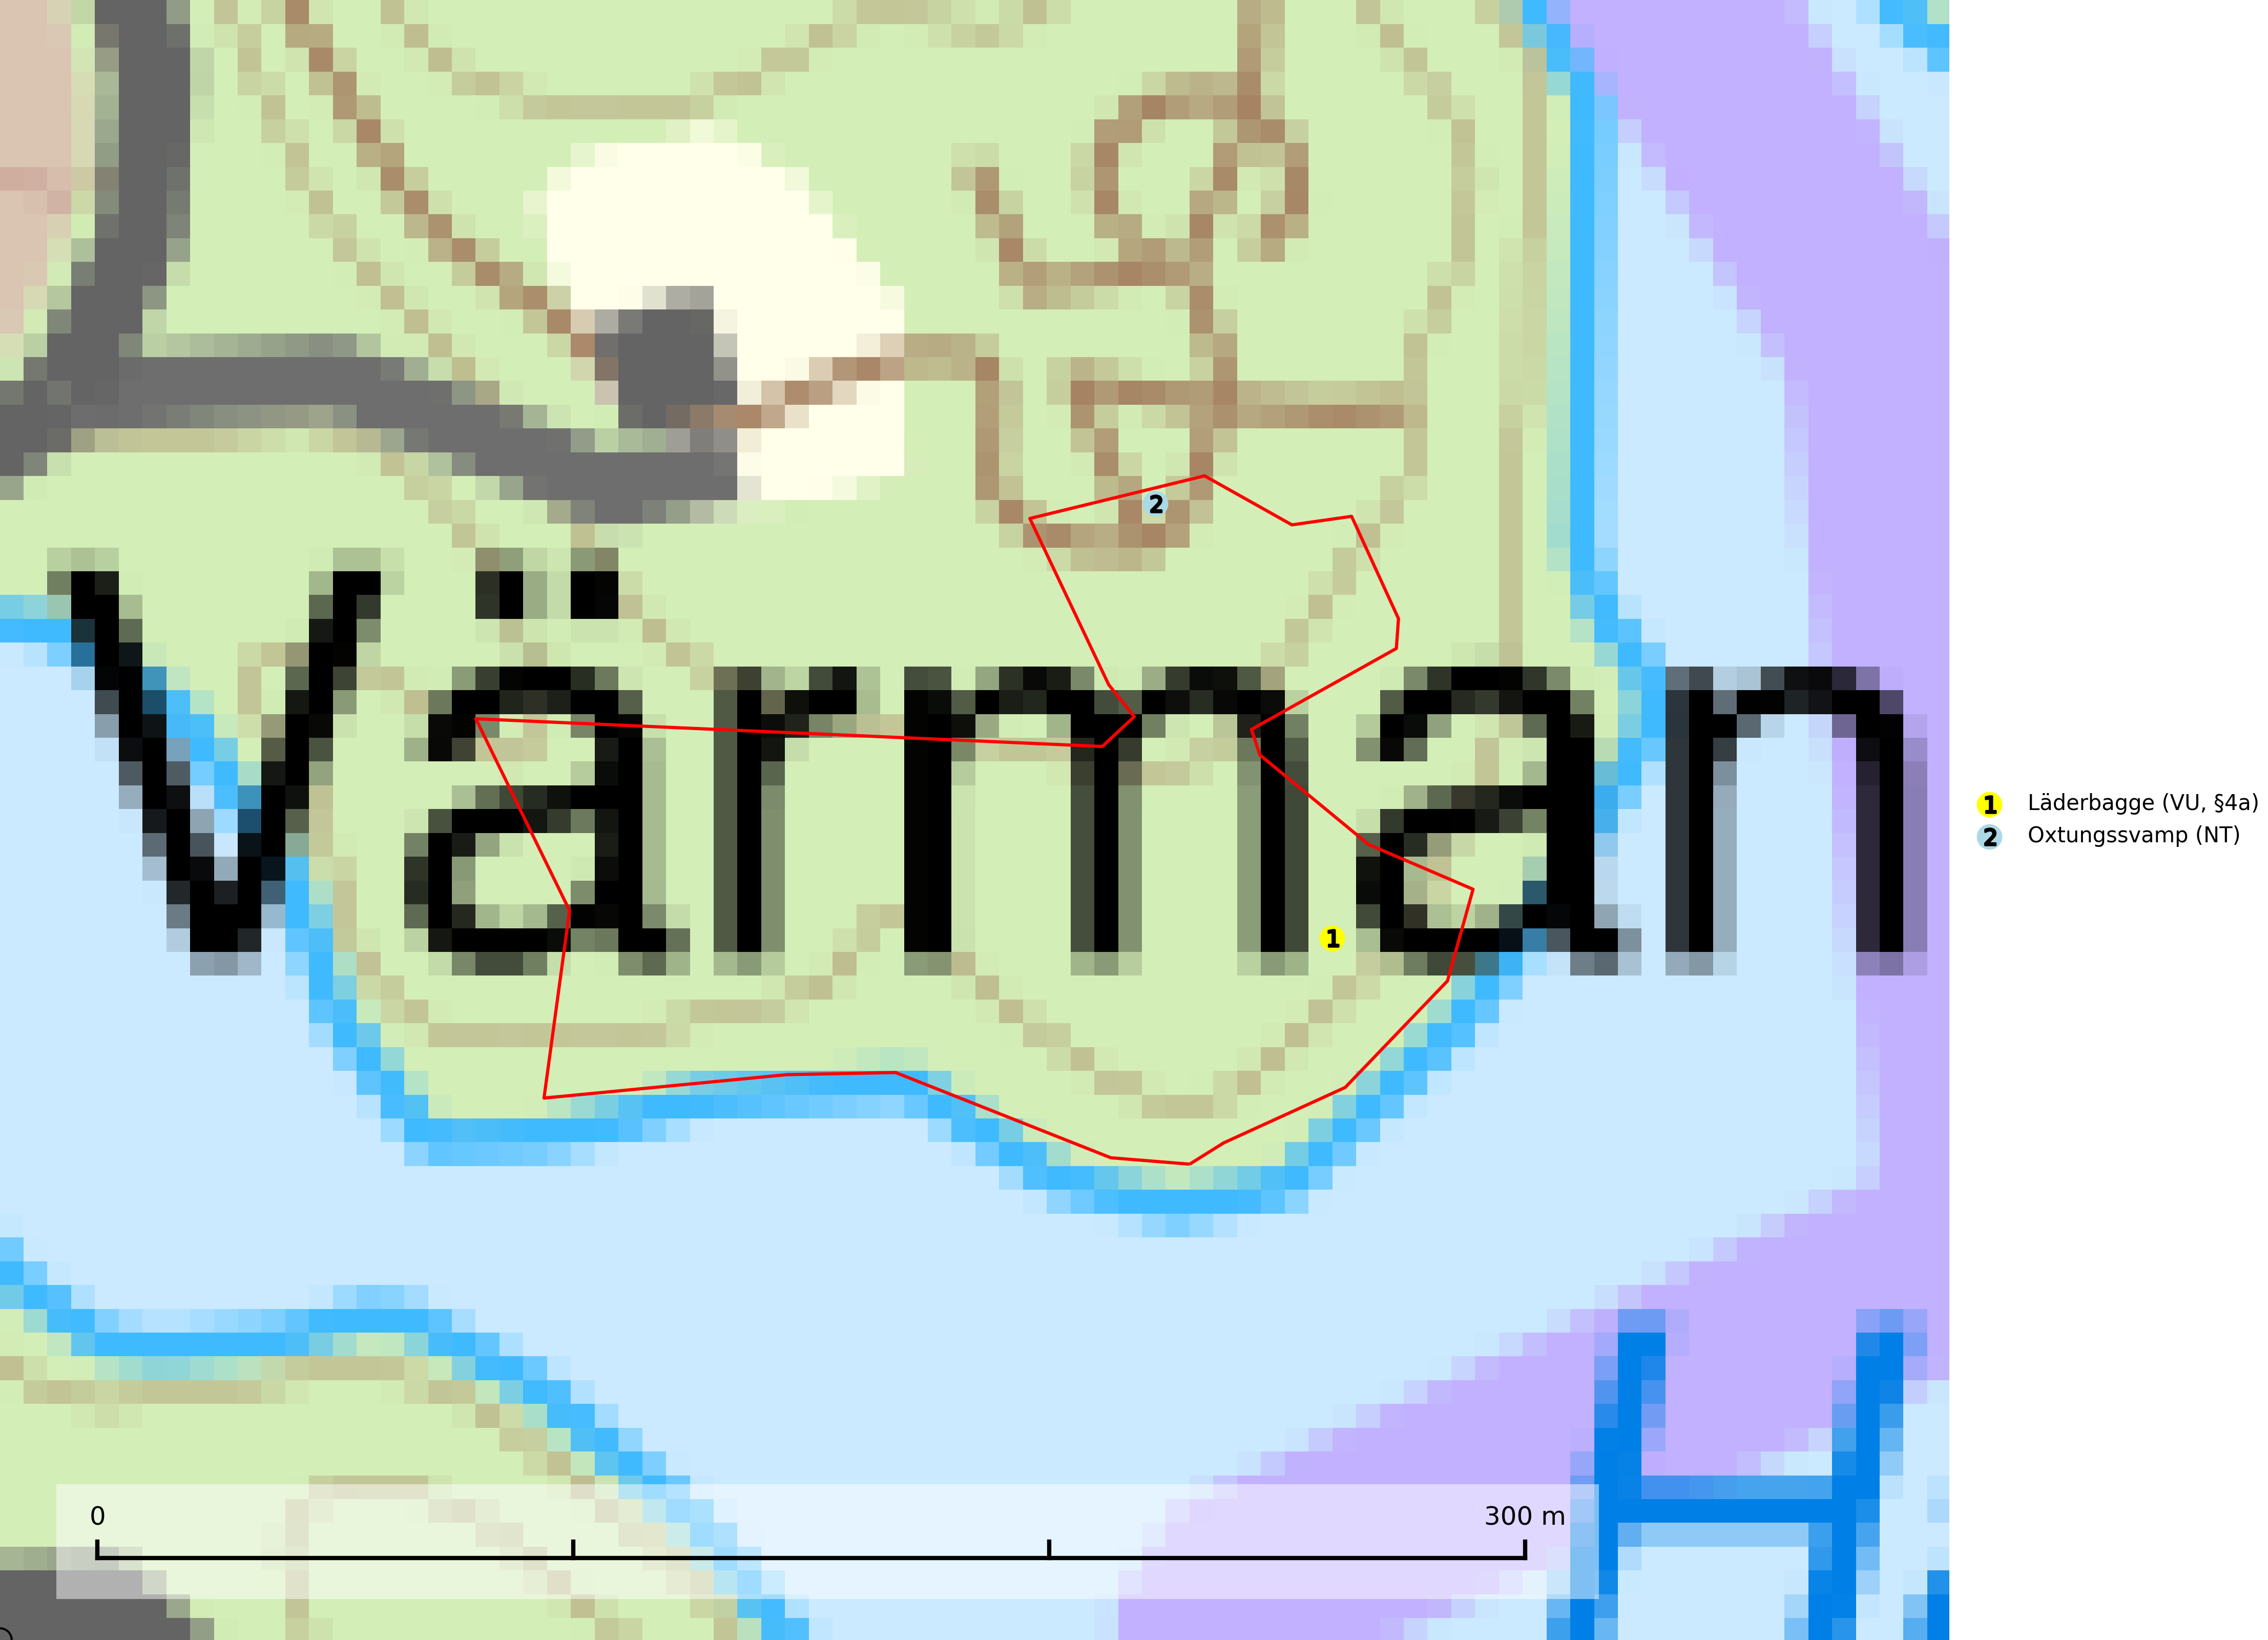 2
Värman
1
1 Läderbagge (VU, §4a)
2 Oxtungssvamp (NT)
0 300 m